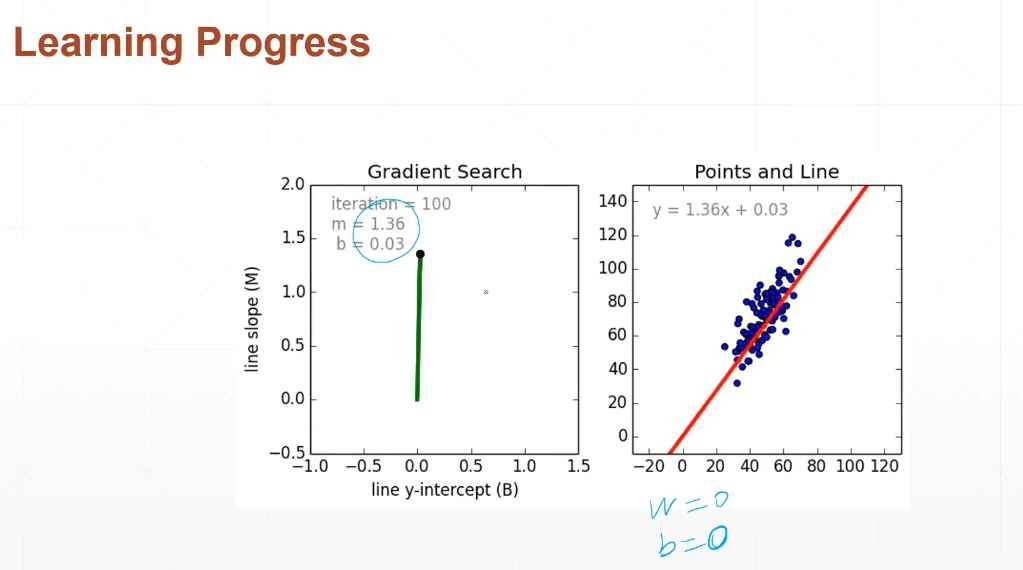 Learning Progress
Gradient Search
Points and Line
2.0
1.5
1.0
0.5
0.0
−0.5
iteration = 100
m = 1.36
b = 0.03
line slope (M)
−1.0 −0.5 0.0 0.5 1.0 1.5
line y-intercept (B)
140
120
100
80
60
40
20
0
y = 1.36x + 0.03
−20 0 20 40 60 80 100 120
w = 0
b = 0